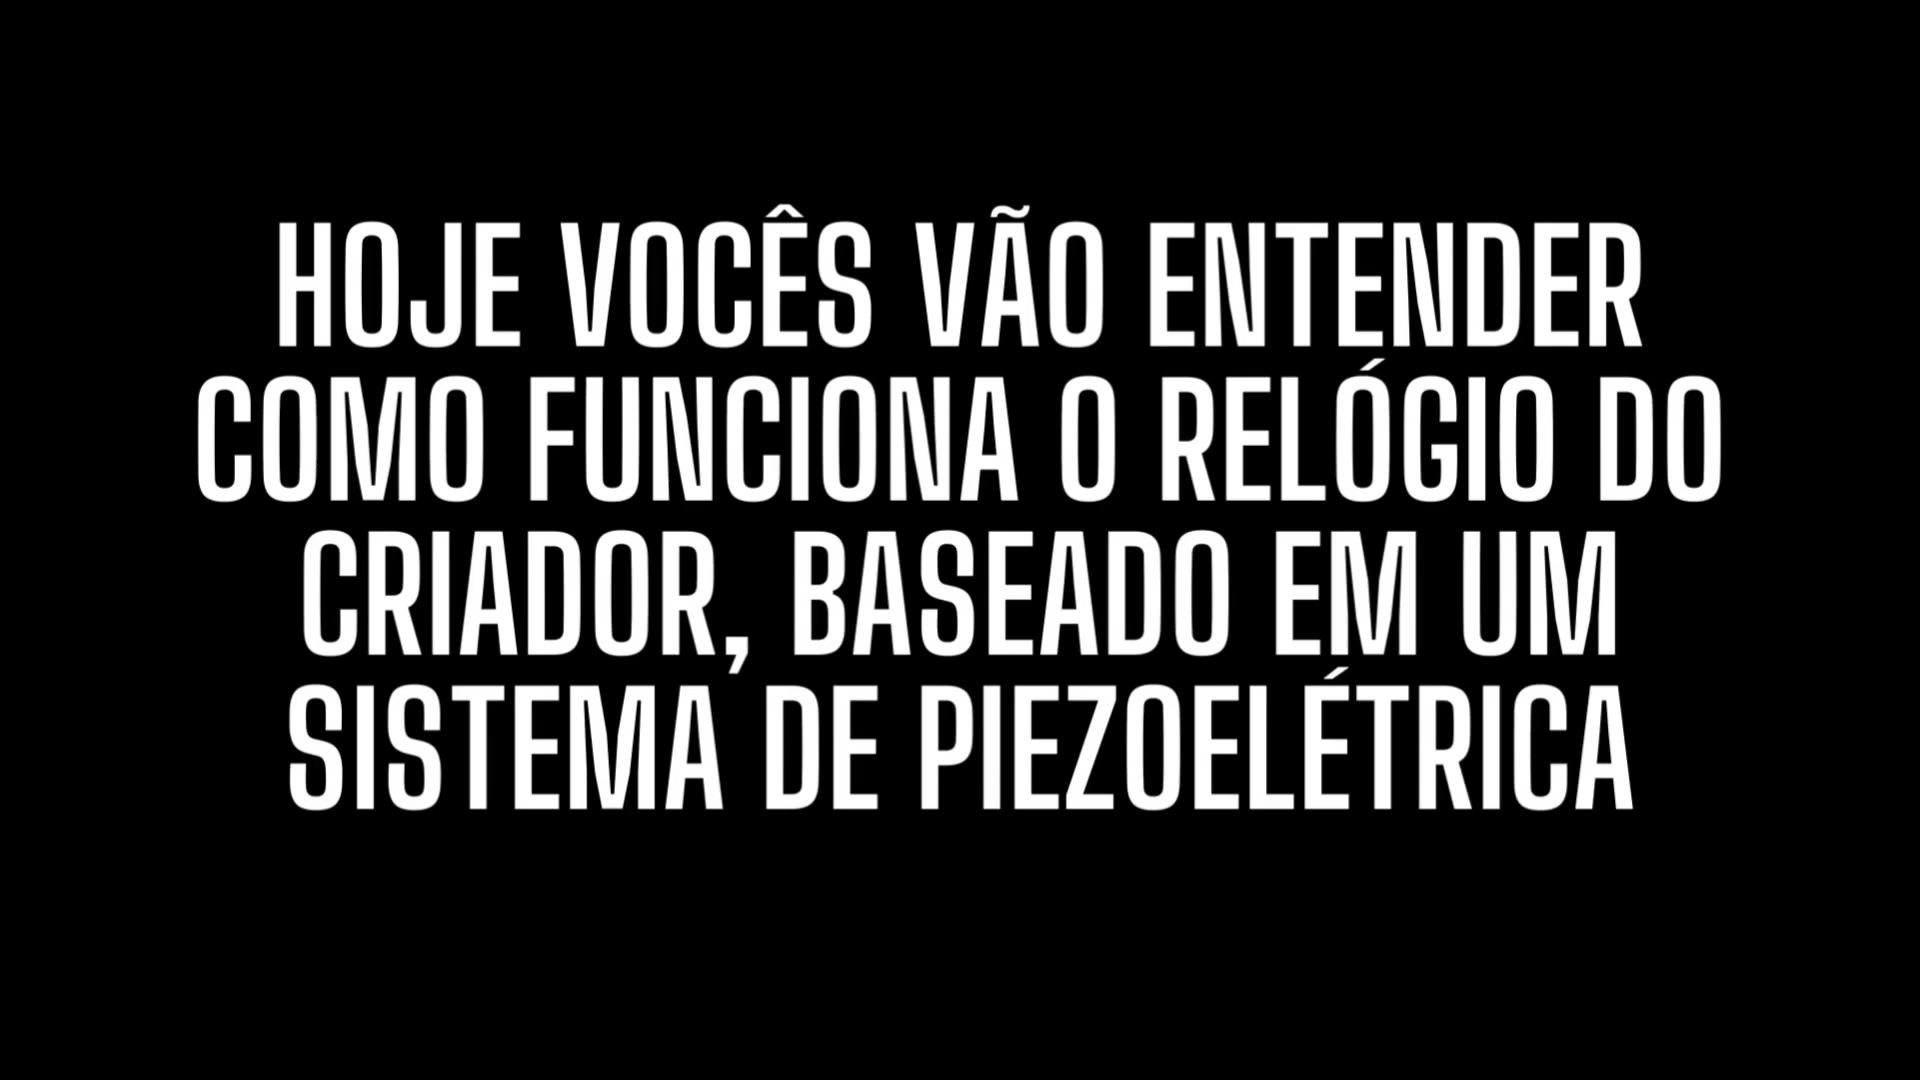 HOJE VOCÊS VÃO ENTENDER
COMO FUNCIONA O RELÓGIO DO
CRIADOR, BASEADO EM UM
SISTEMA DE PIEZOELÉTRICA